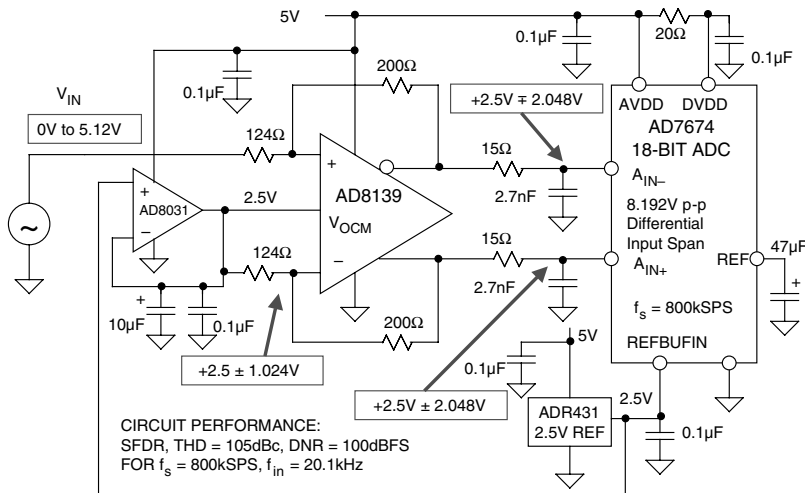 5V
0.1µF
20Ω
0.1µF
0.1µF
200Ω
+2.5V ∓ 2.048V
V_IN
0V to 5.12V
124Ω
AVDD DVDD
AD7674
18-BIT ADC
15Ω
A_IN–
2.7nF
+
AD8139
V_OCM
–
+
AD8031
–
2.5V
~
8.192V p-p
Differential
Input Span
A_IN+
REF
47µF
+
124Ω
15Ω
2.7nF
f_s = 800kSPS
+
10µF
0.1µF
200Ω
5V
REFBUFIN
+2.5 ± 1.024V
0.1µF
+2.5V ± 2.048V
2.5V
ADR431
2.5V REF
0.1µF
CIRCUIT PERFORMANCE:
SFDR, THD = 105dBc, DNR = 100dBFS
FOR f_s = 800kSPS, f_in = 20.1kHz